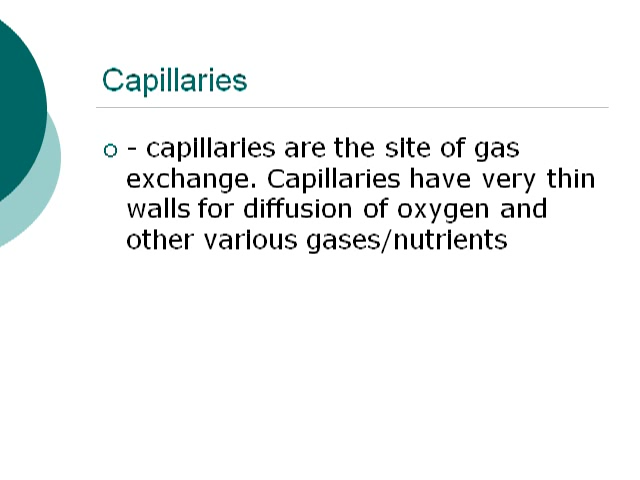 Capillaries
- capillaries are the site of gas
exchange. Capillaries have very thin
walls for diffusion of oxygen and
other various gases/nutrients